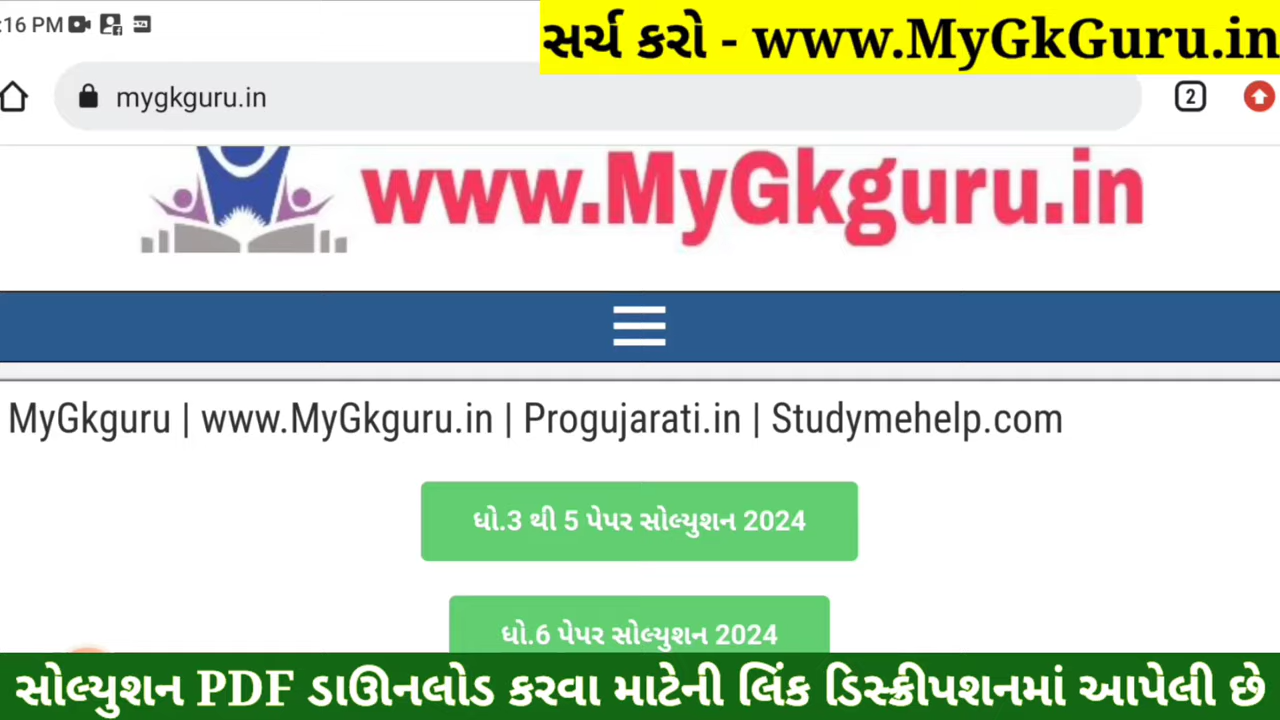 :16 PM
સર્ચ કરો - www.MyGkGuru.in
mygkguru.in
2
www.MyGkguru.in
MyGkguru | www.MyGkguru.in | Progujarati.in | Studymehelp.com
ધો.3 થી 5 પેપર સોલ્યુશન 2024
ધો.6 પેપર સોલ્યુશન 2024
સોલ્યુશન PDF ડાઊનલોડ કરવા માટેની લિંક ડિસ્ક્રીપશનમાં આપેલી છે